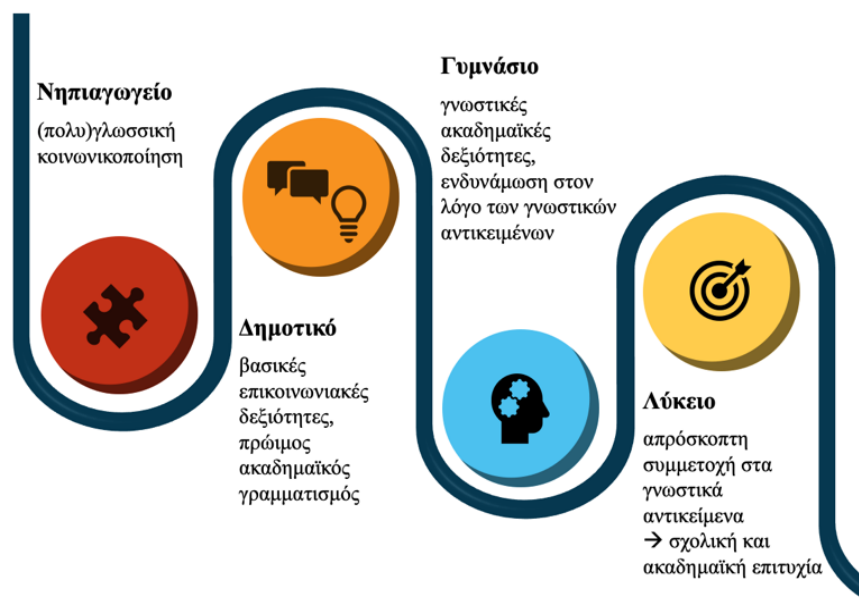 Νηπιαγωγείο
(πολυ)γλωσσική
κοινωνικοποίηση
Δημοτικό
βασικές
επικοινωνιακές
δεξιότητες,
πρώιμος
ακαδημαϊκός
γραμματισμός
Γυμνάσιο
γνωστικές
ακαδημαϊκές
δεξιότητες,
ενδυνάμωση στον
λόγο των γνωστικών
αντικειμένων
Λύκειο
απρόσκοπτη
συμμετοχή στα
γνωστικά
αντικείμενα
→ σχολική και
ακαδημαϊκή επιτυχία